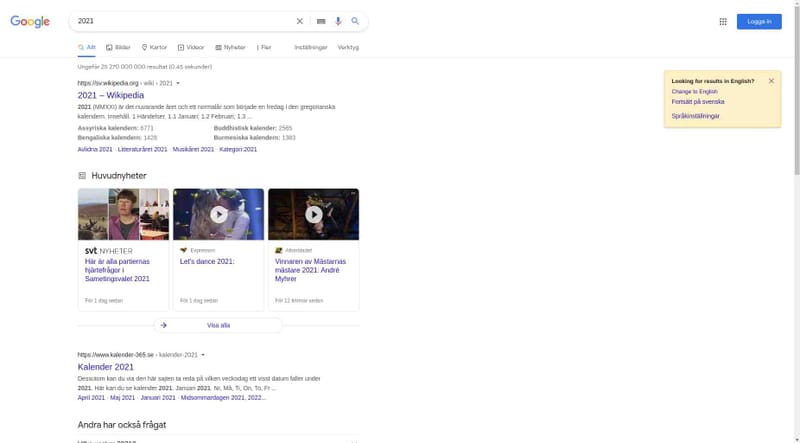 Google
2021
Logga in
Allt
Bilder
Kartor
Videor
Nyheter
Fler
Inställningar
Verktyg
Ungefär 25 270 000 000 resultat (0,45 sekunder)
https://sv.wikipedia.org › wiki › 2021
2021 – Wikipedia
2021 (MMXXI) är det nuvarande året och ett normalår som började en fredag i den gregorianska
kalendern. Innehåll. 1 Händelser. 1.1 Januari; 1.2 Februari; 1.3 ...
Assyriska kalendern: 6771
Buddhistisk kalender: 2565
Bengaliska kalendern: 1428
Burmesiska kalendern: 1383
Avlidna 2021 · Litteraturåret 2021 · Musikåret 2021 · Kategori:2021
Looking for results in English?
Change to English
Fortsätt på svenska
Språkinställningar
Huvudnyheter
svt NYHETER
Här är alla partiernas
hjärtefrågor i
Sametingsvalet 2021
För 1 dag sedan
Expressen
Let's dance 2021:
För 1 dag sedan
Aftonbladet
Vinnaren av Mästarnas
mästare 2021: André
Myhrer
För 12 timmar sedan
Visa alla
https://www.kalender-365.se › kalender-2021
Kalender 2021
Dessutom kan du via den här sajten ta reda på vilken veckodag ett visst datum faller under
2021. Här kan du se kalender 2021. Januari 2021. Nr, Må, Ti, On, To, Fr ...
April 2021 · Maj 2021 · Januari 2021 · Midsommardagen 2021, 2022...
Andra har också frågat